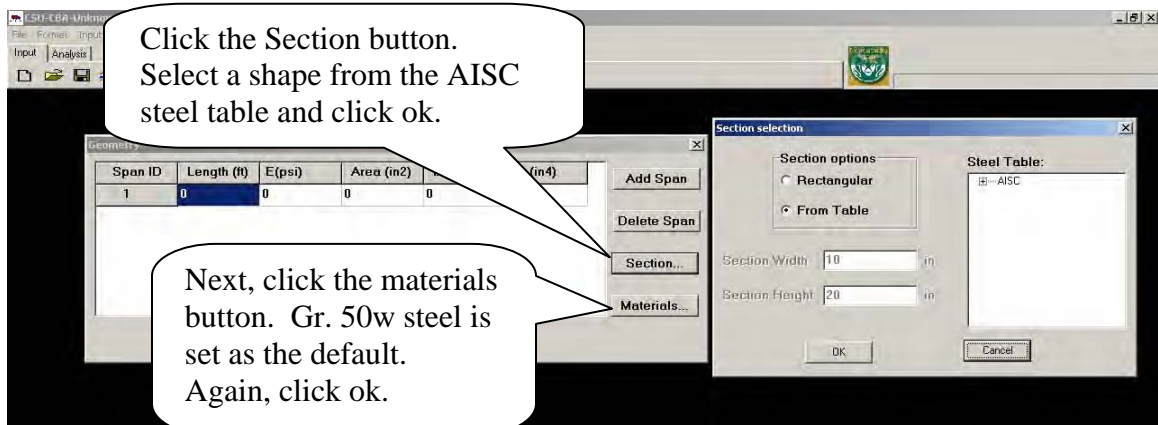 CSU-CBA-Unkno
File Format Input
Input Analysis
Click the Section button.
Select a shape from the AISC
steel table and click ok.
Geometry
Span ID Length (ft) E(psi) Area (in2) (in4)
1 0 0 0 0
Add Span
Delete Span
Section...
Materials...
Next, click the materials
button. Gr. 50w steel is
set as the default.
Again, click ok.
Section selection
Section options
Rectangular
From Table
Section Width 10 in
Section Height 20 in
OK
Steel Table:
AISC
Cancel